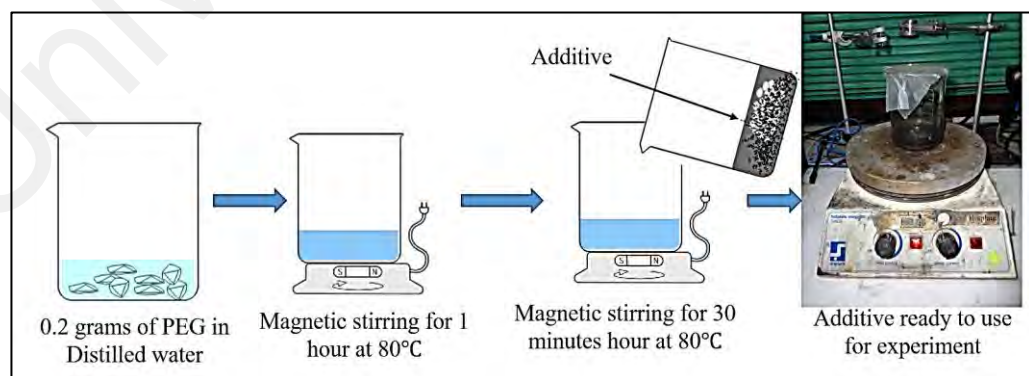 Univ
Additive
S N
S N
0.2 grams of PEG in
Distilled water
Magnetic stirring for 1
hour at 80℃
Magnetic stirring for 30
minutes hour at 80℃
Additive ready to use
for experiment